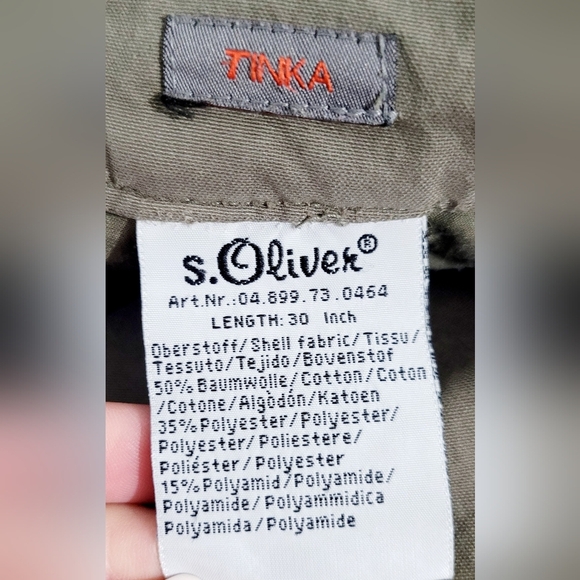 TINKA
s.Oliver®
Art.Nr.:04.899.73.0464
LENGTH: 30 Inch
Oberstoff/Shell fabric/Tissu/
Tessuto/Tejido/Bovenstof
50% Baumwolle/Cotton/Coton
/Cotone/Algòdón/Katoen
35% Polyester/Polyester/
Polyester/Poliestere/
Poliéster/Polyester
15% Polyamid/Polyamide/
Polyamide/Polyammidica
Polyamida/Polyamide